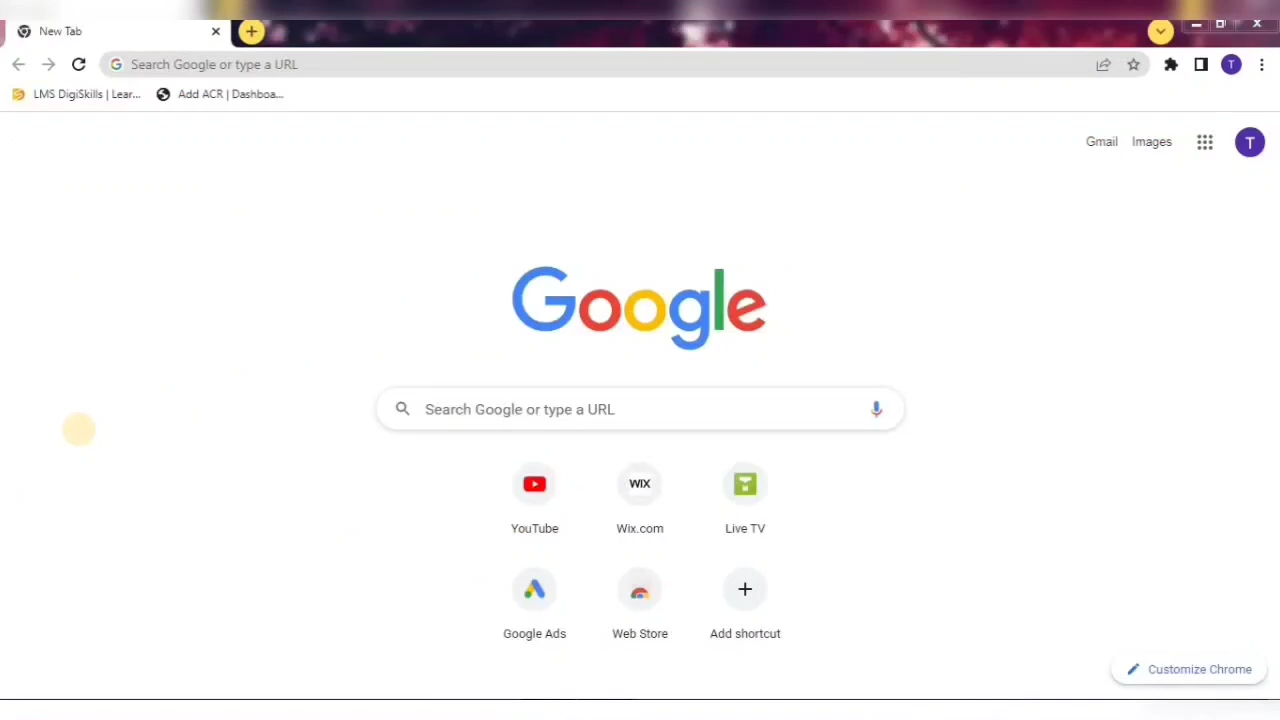 New Tab
Search Google or type a URL
T
LMS DigiSkills | Lear...
Add ACR | Dashboa...
Gmail
Images
T
Google
Search Google or type a URL
WIX
YouTube
Wix.com
Live TV
Google Ads
Web Store
Add shortcut
Customize Chrome